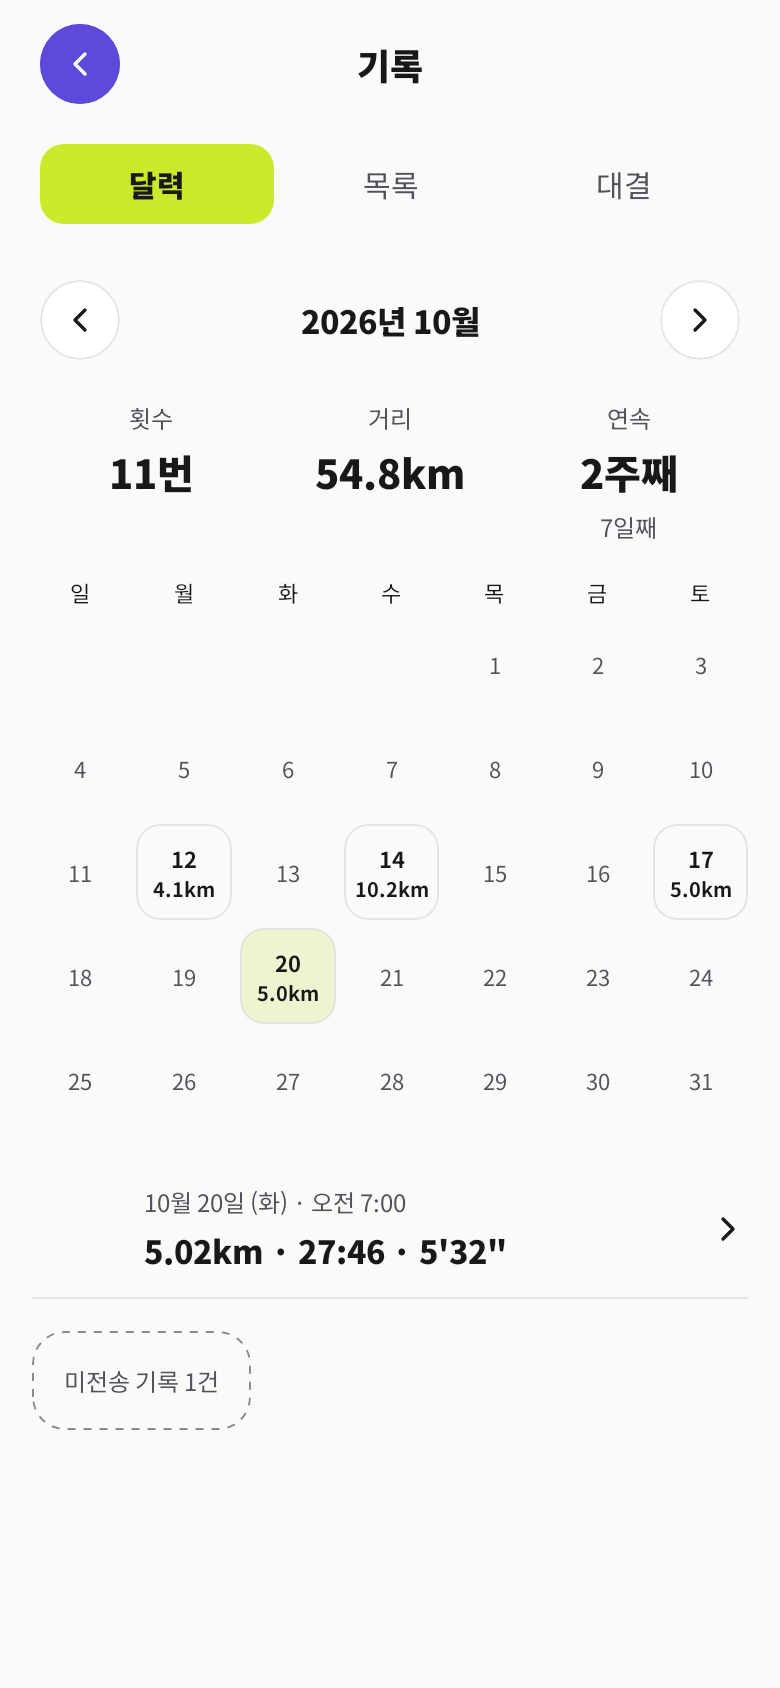 기록
달력 목록 대결
2026년 10월
횟수 거리 연속
11번 54.8km 2주째
7일째
일 월 화 수 목 금 토
1 2 3
4 5 6 7 8 9 10
11 12 13 14 15 16 17
4.1km 10.2km 5.0km
18 19 20 21 22 23 24
5.0km
25 26 27 28 29 30 31
10월 20일 (화) · 오전 7:00
5.02km · 27:46 · 5'32"
미전송 기록 1건